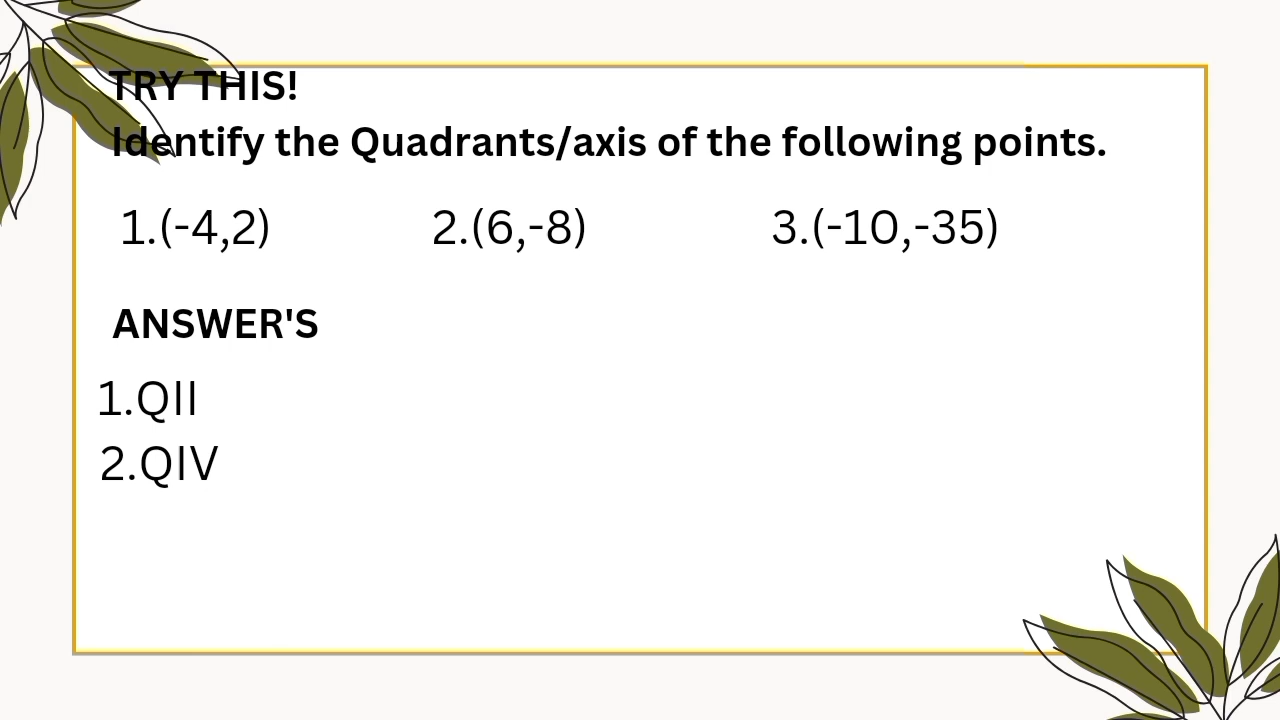 TRY THIS!
Identify the Quadrants/axis of the following points.
1.(-4,2) 2.(6,-8) 3.(-10,-35)
ANSWER'S
1.QII
2.QIV